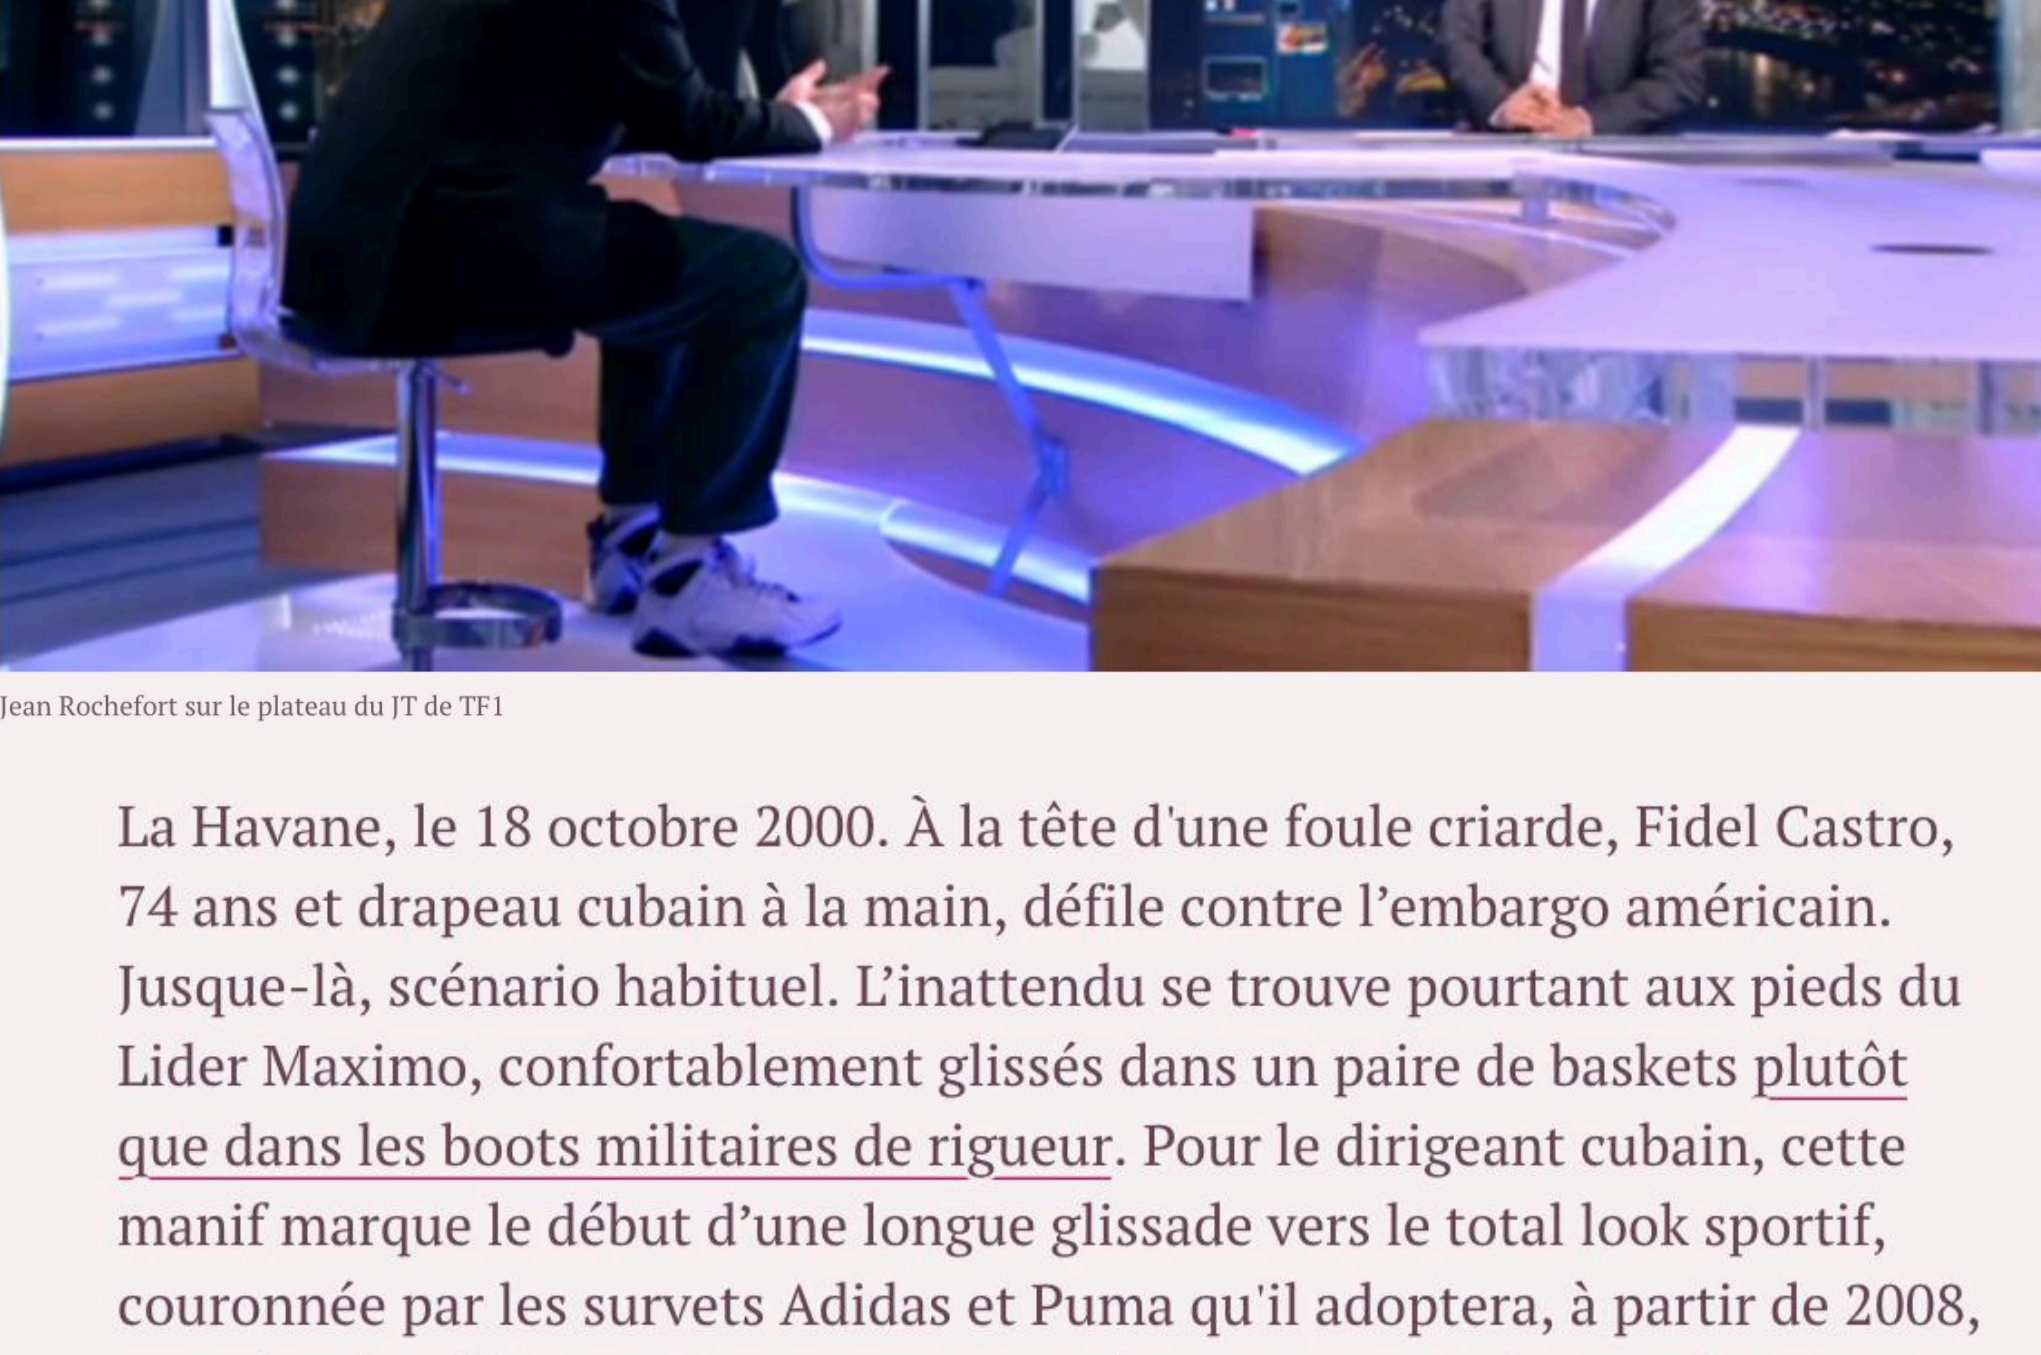 Jean Rochefort sur le plateau du JT de TF1
La Havane, le 18 octobre 2000. À la tête d'une foule criarde, Fidel Castro,
74 ans et drapeau cubain à la main, défile contre l’embargo américain.
Jusque-là, scénario habituel. L’inattendu se trouve pourtant aux pieds du
Lider Maximo, confortablement glissés dans un paire de baskets plutôt
que dans les boots militaires de rigueur. Pour le dirigeant cubain, cette
manif marque le début d’une longue glissade vers le total look sportif,
couronnée par les survets Adidas et Puma qu'il adoptera, à partir de 2008,